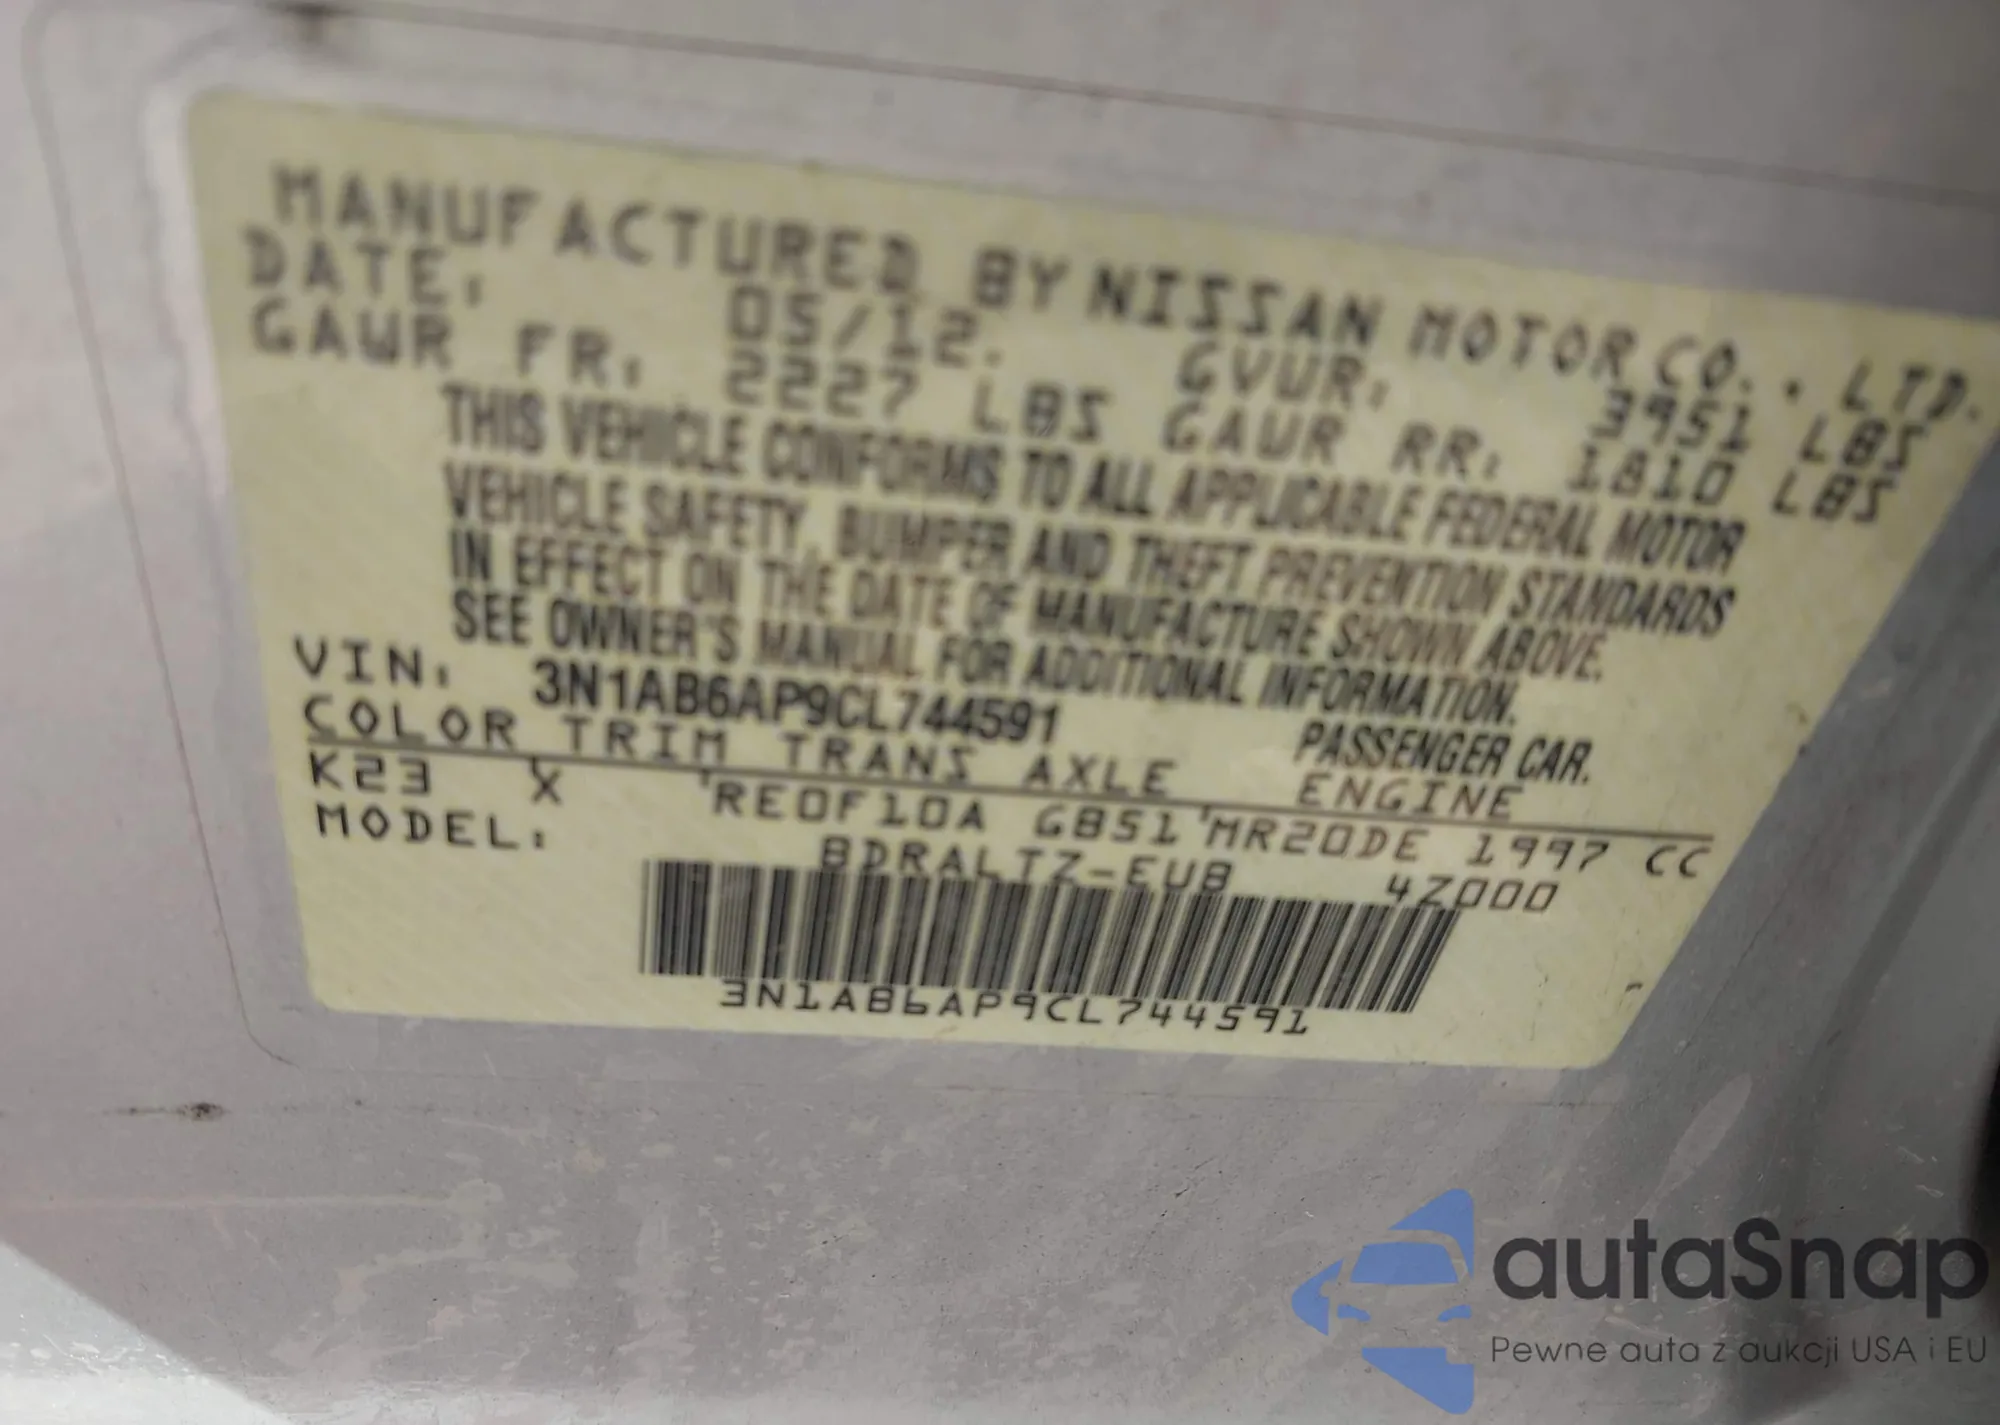 MANUFACTURED BY NISSAN MOTOR CO., LTD.
DATE: 05/12. GVWR: 3951 LBS
GAWR FR: 2227 LBS GAWR RR: 1810 LBS
THIS VEHICLE CONFORMS TO ALL APPLICABLE FEDERAL MOTOR
VEHICLE SAFETY, BUMPER AND THEFT PREVENTION STANDARDS
IN EFFECT ON THE DATE OF MANUFACTURE SHOWN ABOVE.
SEE OWNER'S MANUAL FOR ADDITIONAL INFORMATION.
VIN: 3N1AB6AP9CL744591 PASSENGER CAR.
COLOR TRIM TRANS AXLE ENGINE
K23 X RE0F10A GB51 MR20DE 1997 CC
MODEL: BDRALTZ-EUB 4Z000
3N1AB6AP9CL744591
autaSnap
Pewne auta z aukcji USA i EU